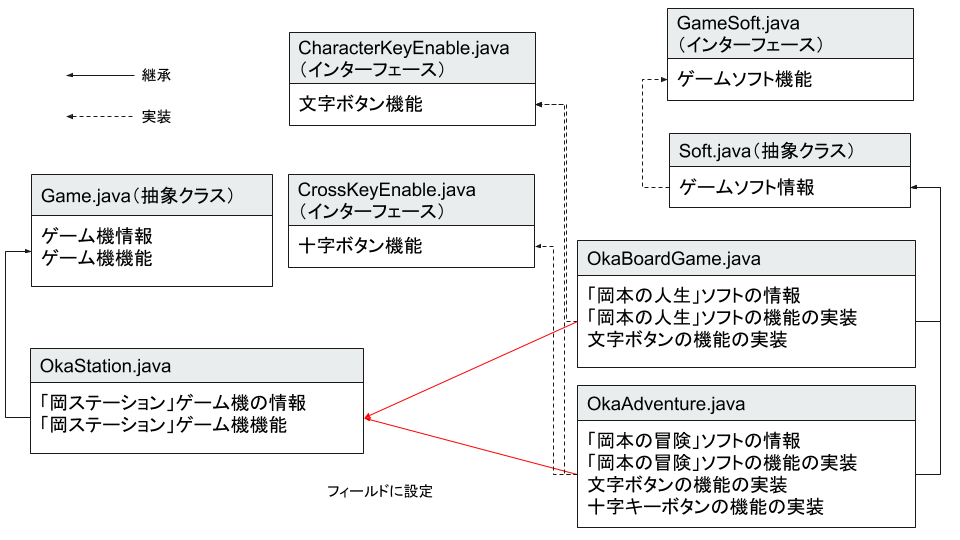 継承
実装
CharacterKeyEnable.java
（インターフェース）
文字ボタン機能
GameSoft.java
（インターフェース）
ゲームソフト機能
Soft.java（抽象クラス）
ゲームソフト情報
Game.java（抽象クラス）
ゲーム機情報
ゲーム機機能
CrossKeyEnable.java
（インターフェース）
十字ボタン機能
OkaBoardGame.java
「岡本の人生」ソフトの情報
「岡本の人生」ソフトの機能の実装
文字ボタンの機能の実装
OkaStation.java
「岡ステーション」ゲーム機の情報
「岡ステーション」ゲーム機機能
OkaAdventure.java
「岡本の冒険」ソフトの情報
「岡本の冒険」ソフトの機能の実装
文字ボタンの機能の実装
十字キーボタンの機能の実装
フィールドに設定